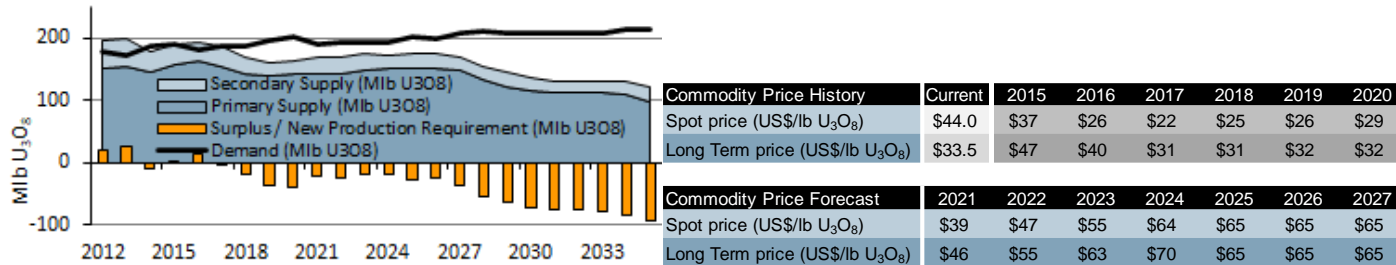 200
Secondary Supply (Mlb U3O8)
100
Primary Supply (Mlb U3O8)
Surplus / New Production Requirement (Mlb U3O8)
Demand (Mlb U3O8)
0
-100
Mlb U₃O₈
2012 2015 2018 2021 2024 2027 2030 2033
Commodity Price History Current 2015 2016 2017 2018 2019 2020
Spot price (US$/lb U₃O₈) $44.0 $37 $26 $22 $25 $26 $29
Long Term price (US$/lb U₃O₈) $33.5 $47 $40 $31 $31 $32 $32
Commodity Price Forecast 2021 2022 2023 2024 2025 2026 2027
Spot price (US$/lb U₃O₈) $39 $47 $55 $64 $65 $65 $65
Long Term price (US$/lb U₃O₈) $46 $55 $63 $70 $65 $65 $65